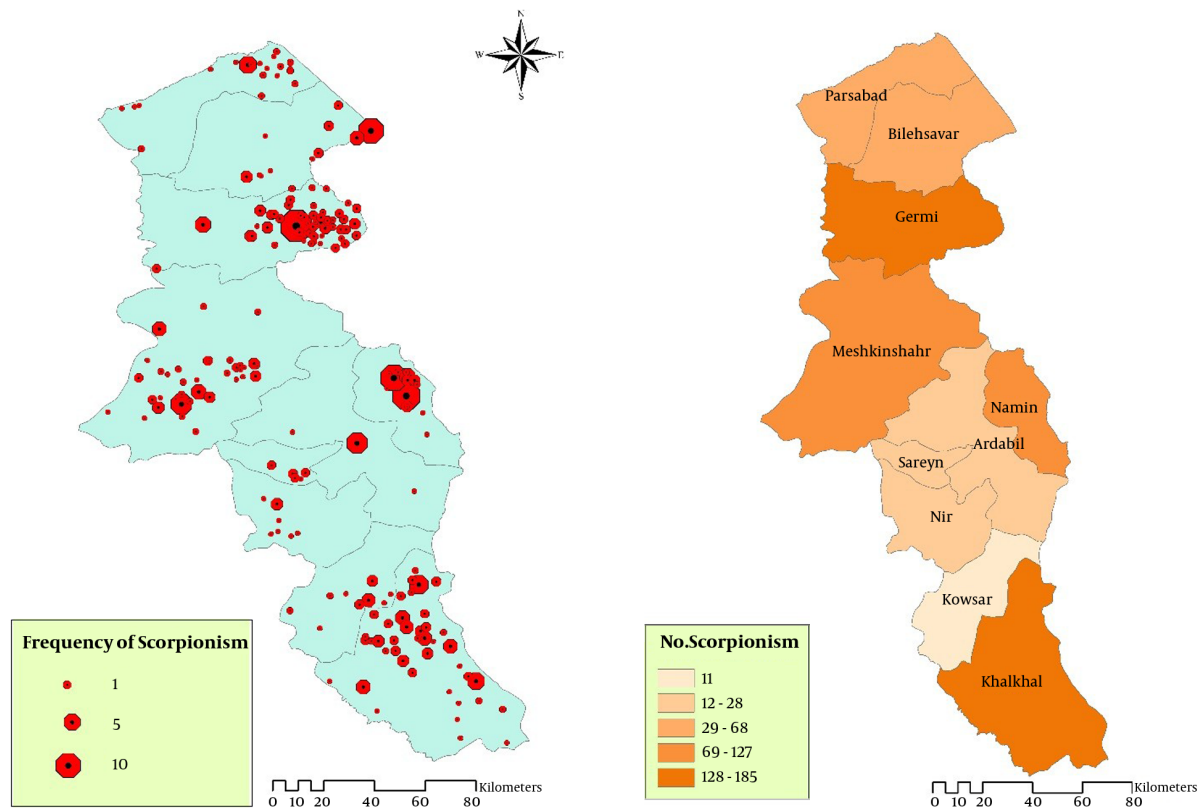 N
W
E
S
Frequency of Scorpionism
1
5
10
Kilometers
0 10 20 40 60 80
Parsabad
Bilehsavar
Germi
Meshkinshahr
Namin
Ardabil
Sareyn
Nir
Kowsar
Khalkhal
No.Scorpionism
11
12 - 28
29 - 68
69 - 127
128 - 185
Kilometers
0 10 20 40 60 80